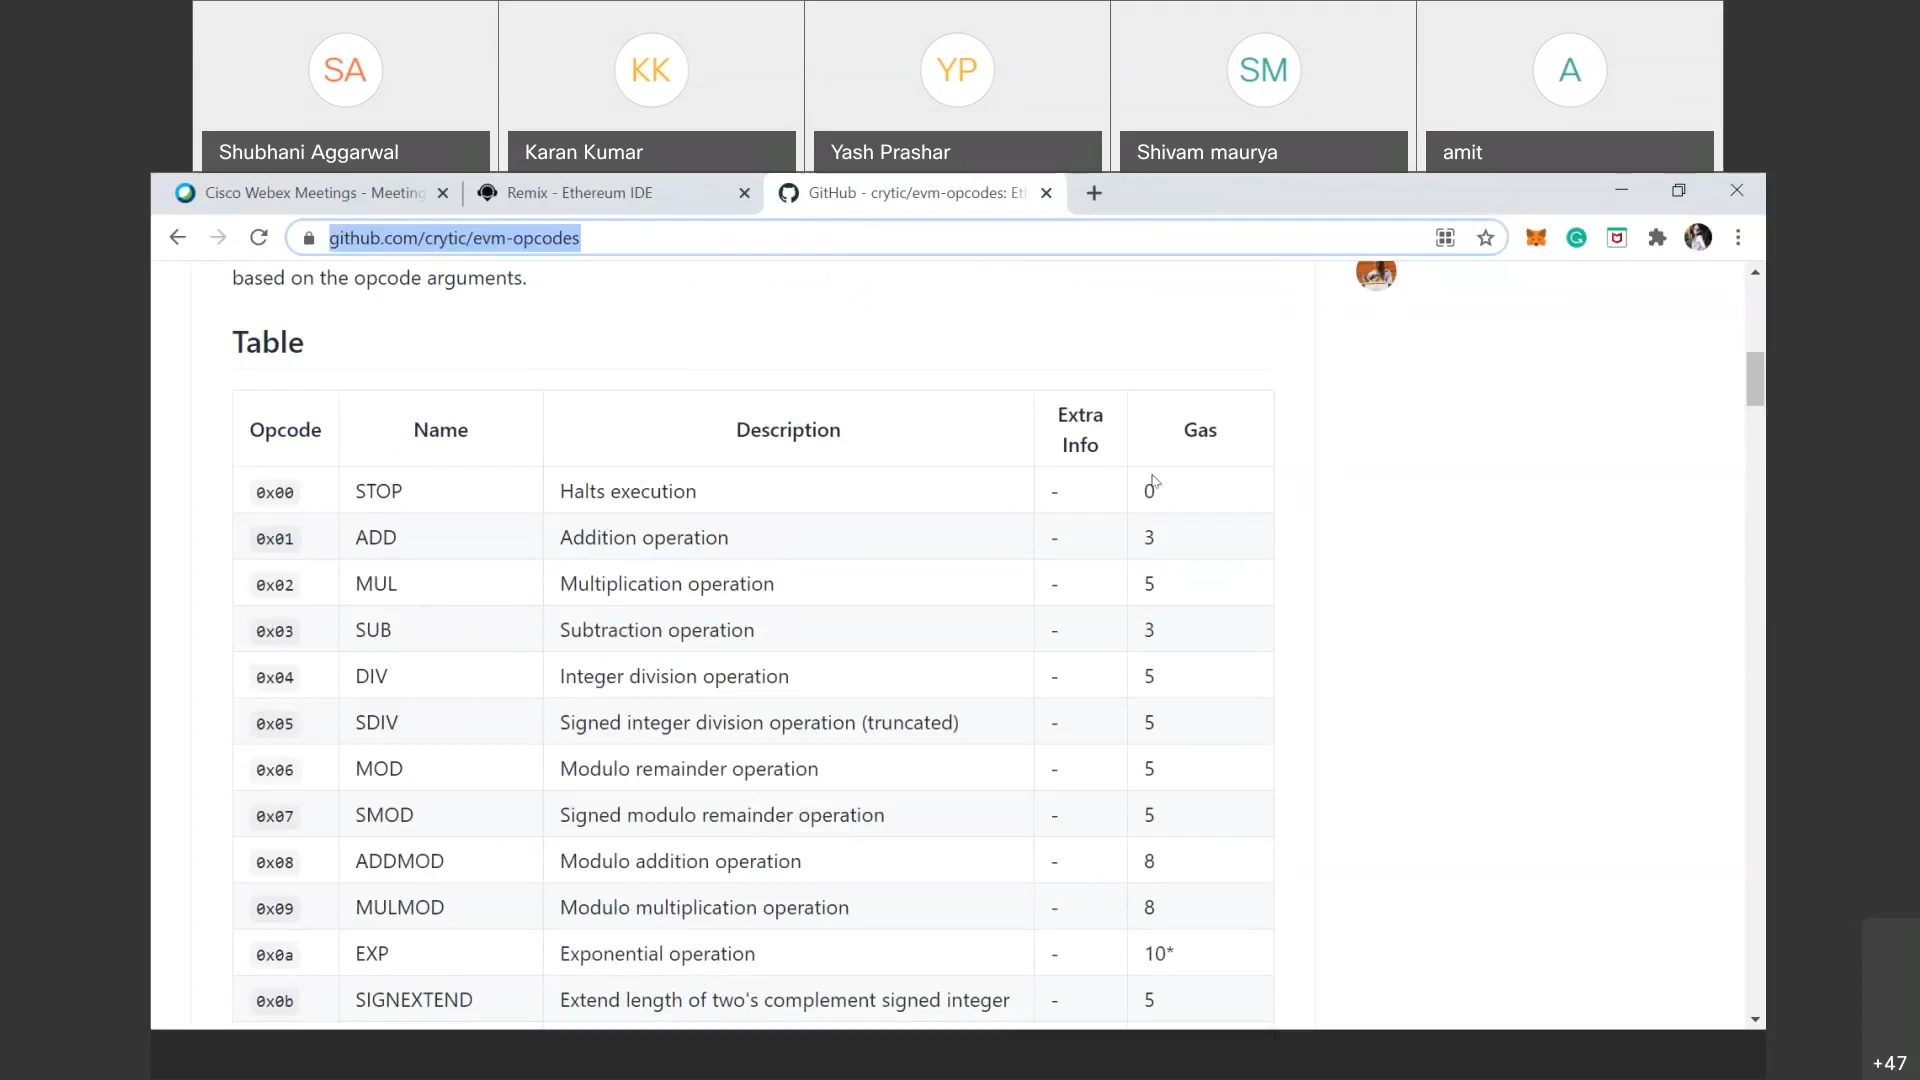 SA
KK
YP
SM
A
Shubhani Aggarwal
Karan Kumar
Yash Prashar
Shivam maurya
amit
Cisco Webex Meetings - Meeting
Remix - Ethereum IDE
GitHub - crytic/evm-opcodes: Et
github.com/crytic/evm-opcodes
based on the opcode arguments.
Table
Opcode Name Description Extra Info Gas
0x00 STOP Halts execution - 0
0x01 ADD Addition operation - 3
0x02 MUL Multiplication operation - 5
0x03 SUB Subtraction operation - 3
0x04 DIV Integer division operation - 5
0x05 SDIV Signed integer division operation (truncated) - 5
0x06 MOD Modulo remainder operation - 5
0x07 SMOD Signed modulo remainder operation - 5
0x08 ADDMOD Modulo addition operation - 8
0x09 MULMOD Modulo multiplication operation - 8
0x0a EXP Exponential operation - 10*
0x0b SIGNEXTEND Extend length of two's complement signed integer - 5
+47